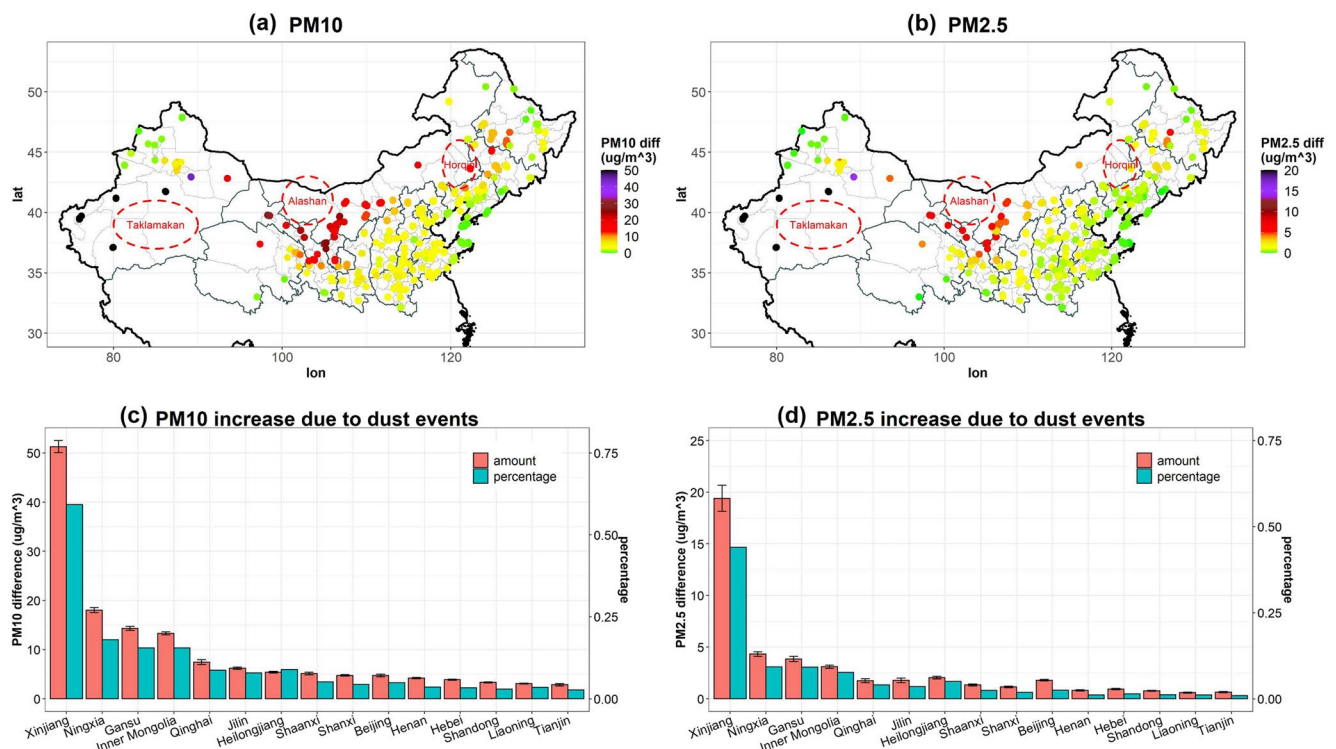 (a) PM10
lat
50
45
40
35
30
80
100
120
lon
Taklamakan
Alashan
Horqin
PM10 diff
(ug/m^3)
50
40
30
20
10
0
(b) PM2.5
lat
50
45
40
35
30
80
100
120
lon
Taklamakan
Alashan
Horqin
PM2.5 diff
(ug/m^3)
20
15
10
5
0
(c) PM10 increase due to dust events
PM10 difference (ug/m^3)
50
40
30
20
10
0
amount
percentage
0.75
0.50
0.25
0.00
percentage
Xinjiang
Ningxia
Gansu
Inner Mongolia
Qinghai
Jilin
Heilongjiang
Shaanxi
Shanxi
Beijing
Henan
Hebei
Shandong
Liaoning
Tianjin
(d) PM2.5 increase due to dust events
PM2.5 difference (ug/m^3)
25
20
15
10
5
0
amount
percentage
0.75
0.50
0.25
0.00
percentage
Xinjiang
Ningxia
Gansu
Inner Mongolia
Qinghai
Jilin
Heilongjiang
Shaanxi
Shanxi
Beijing
Henan
Hebei
Shandong
Liaoning
Tianjin